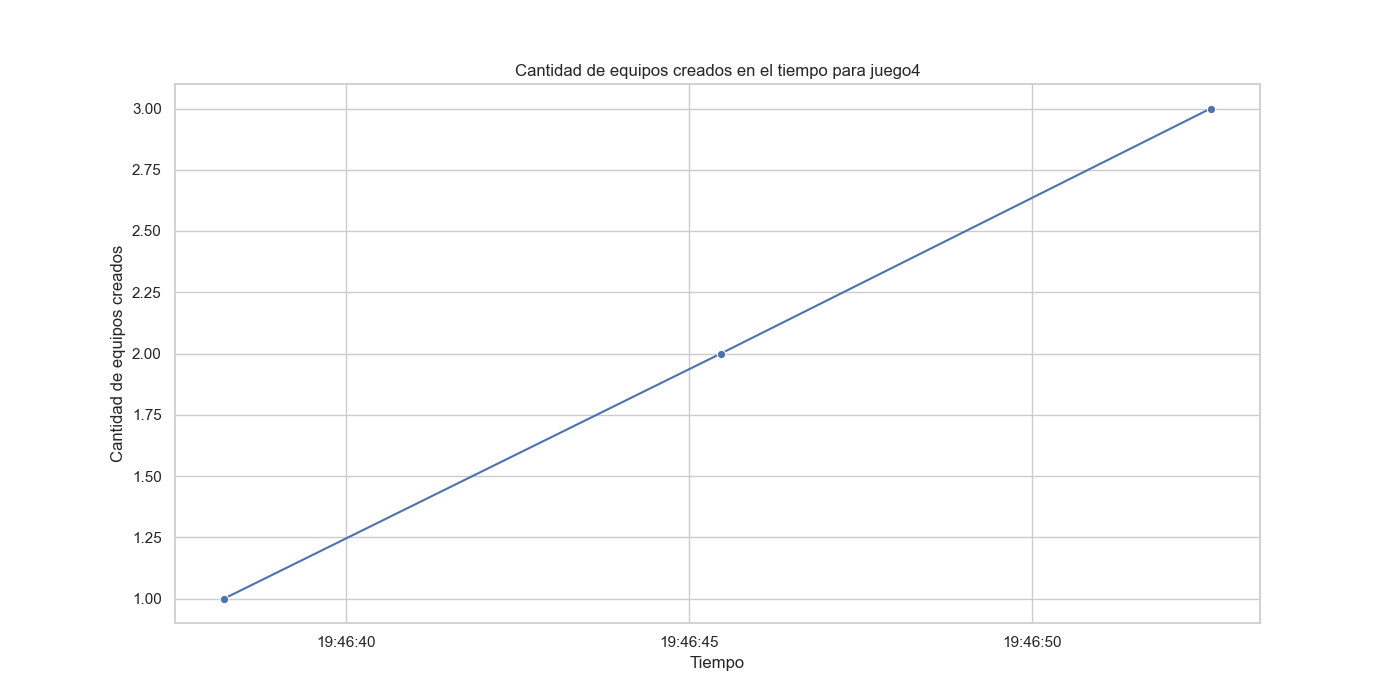 Cantidad de equipos creados en el tiempo para juego4
Cantidad de equipos creados
3.00
2.75
2.50
2.25
2.00
1.75
1.50
1.25
1.00
19:46:40 19:46:45 19:46:50
Tiempo